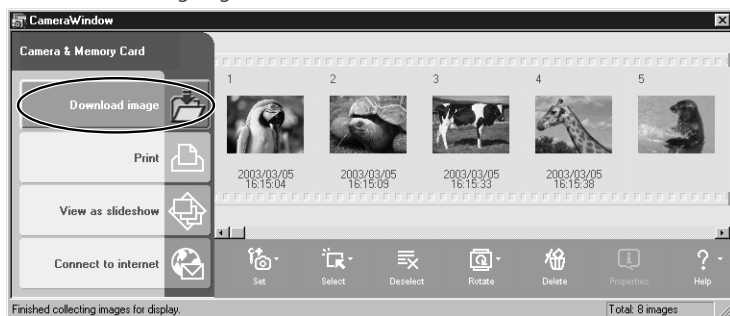 CameraWindow
Camera & Memory Card
Download image
Print
View as slideshow
Connect to internet
1 2 3 4 5
2003/03/05 2003/03/05 2003/03/05 2003/03/05
16:15:04 16:15:09 16:15:33 16:15:38
Set Select Deselect Rotate Delete Properties Help
Finished collecting images for display. Total: 8 images